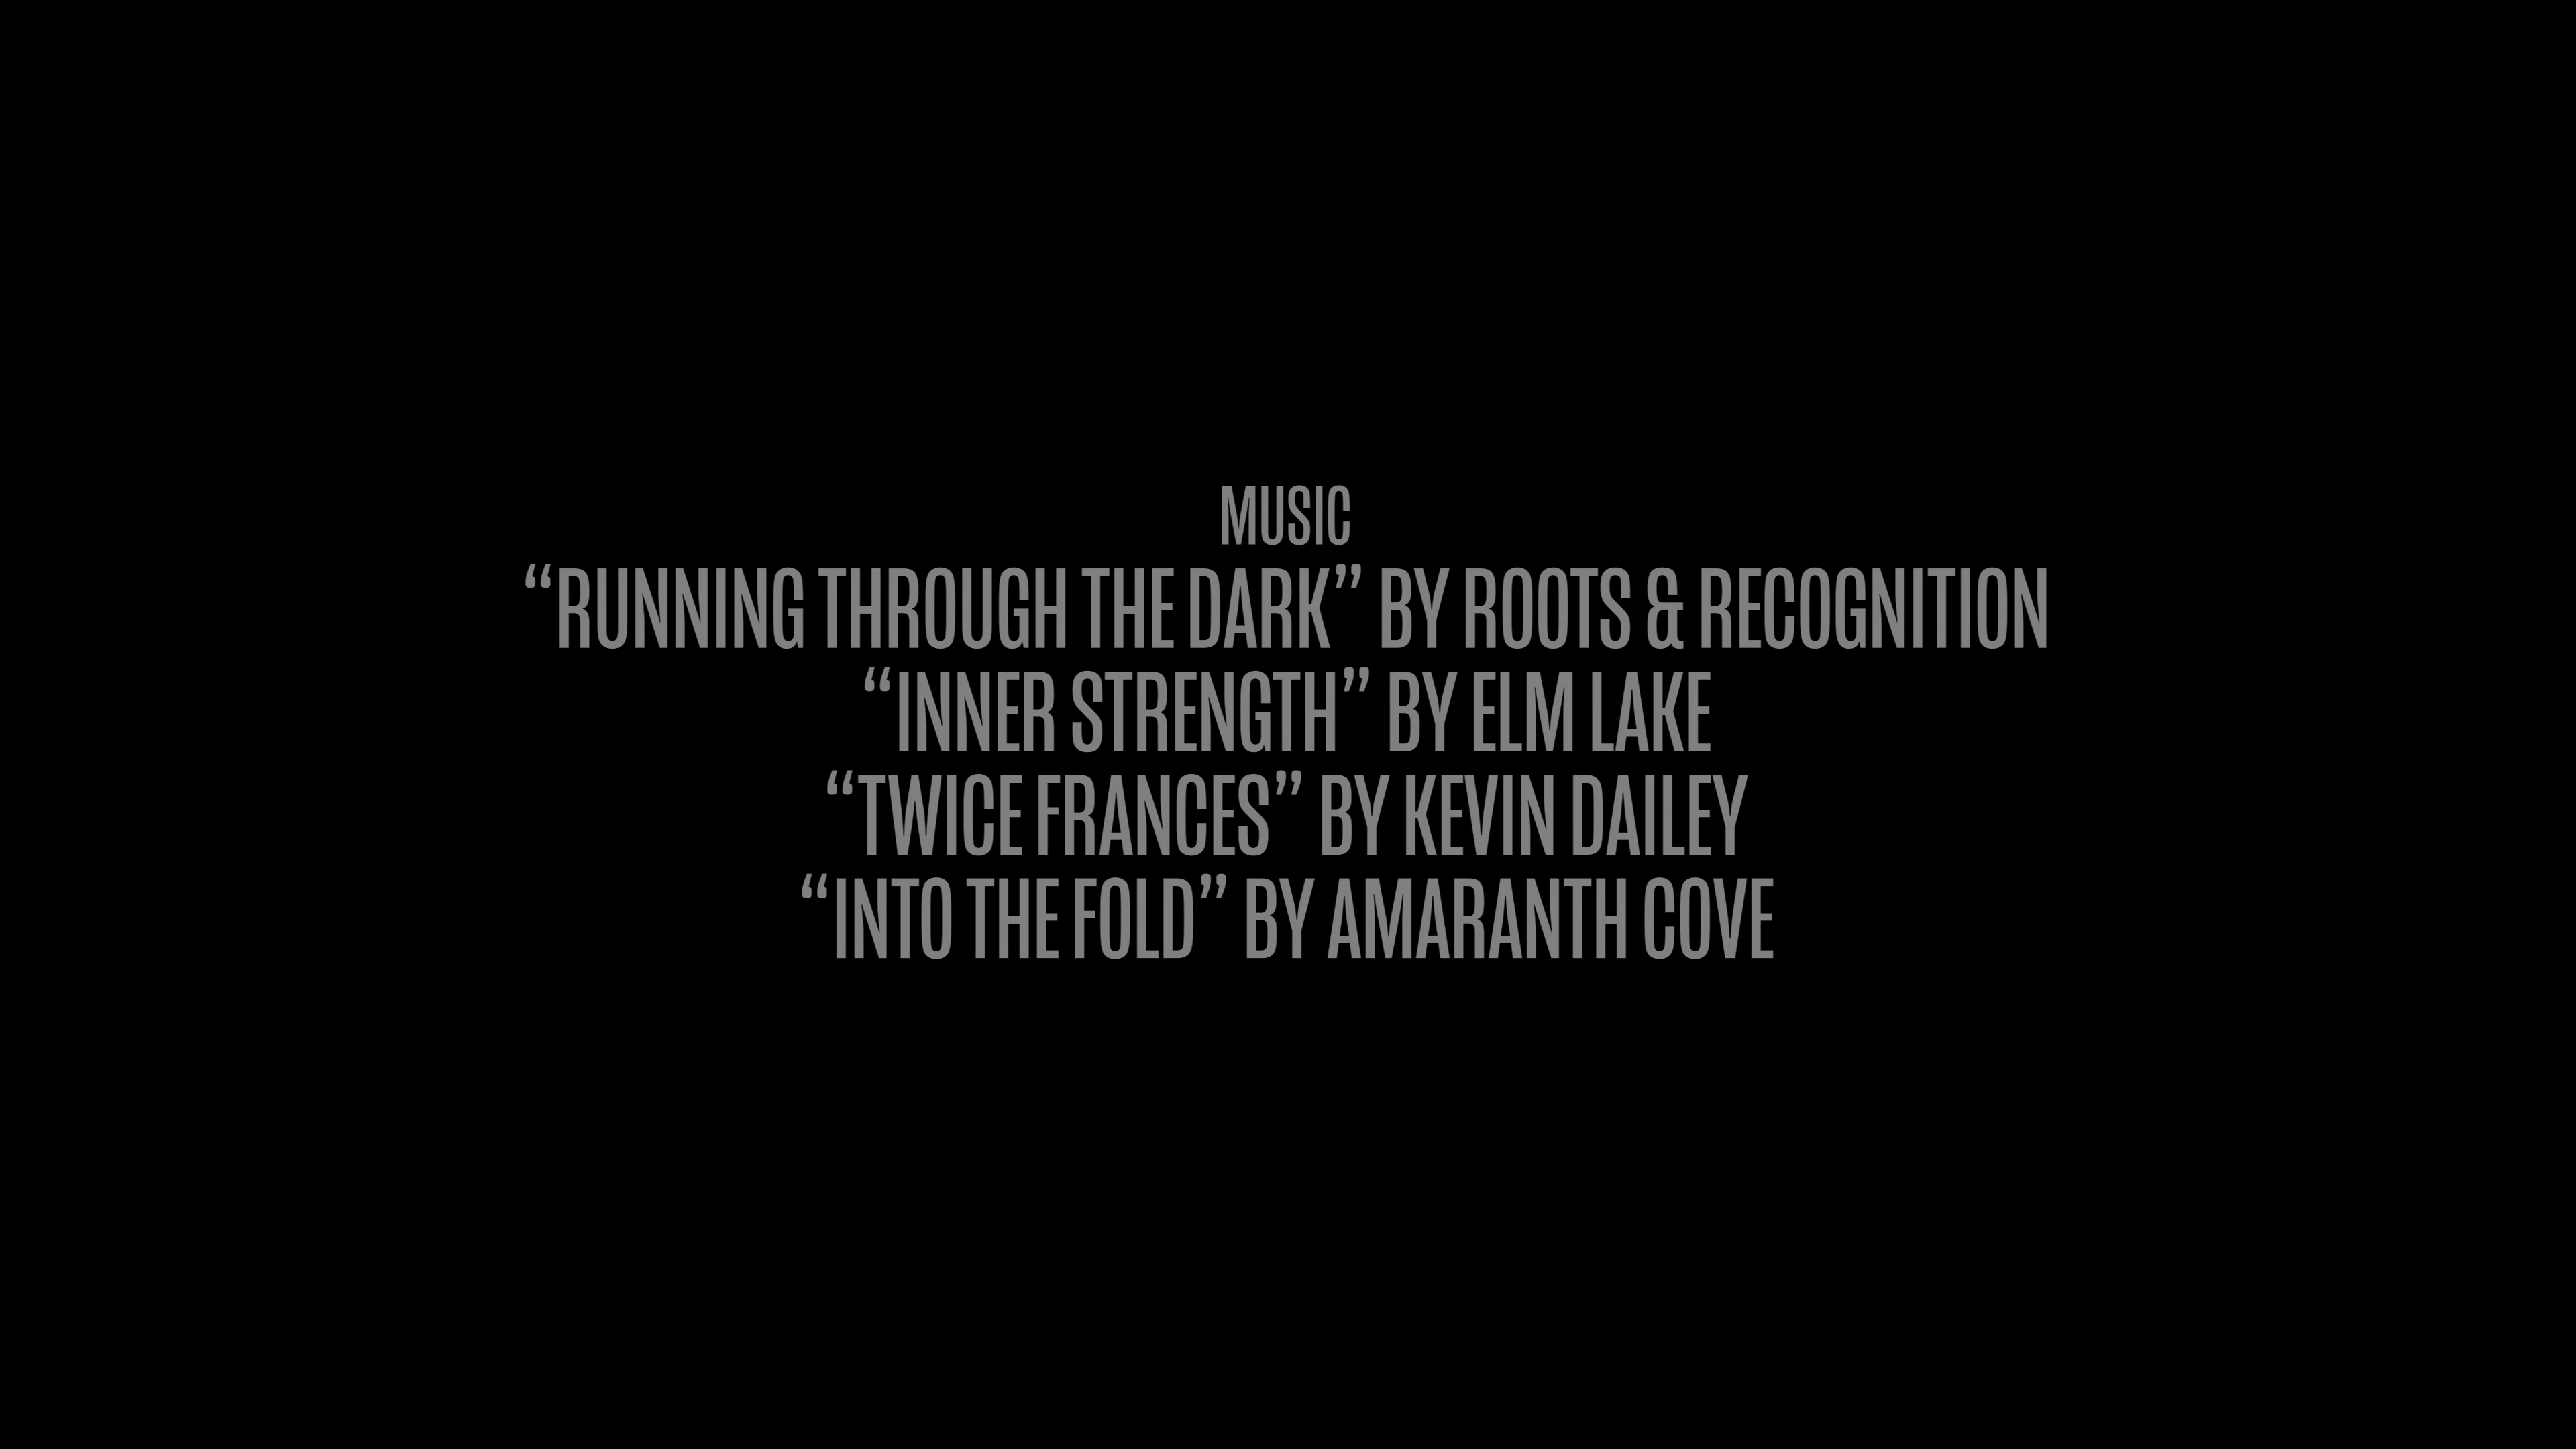 MUSIC
“RUNNING THROUGH THE DARK” BY ROOTS & RECOGNITION
“INNER STRENGTH” BY ELM LAKE
“TWICE FRANCES” BY KEVIN DAILEY
“INTO THE FOLD” BY AMARANTH COVE